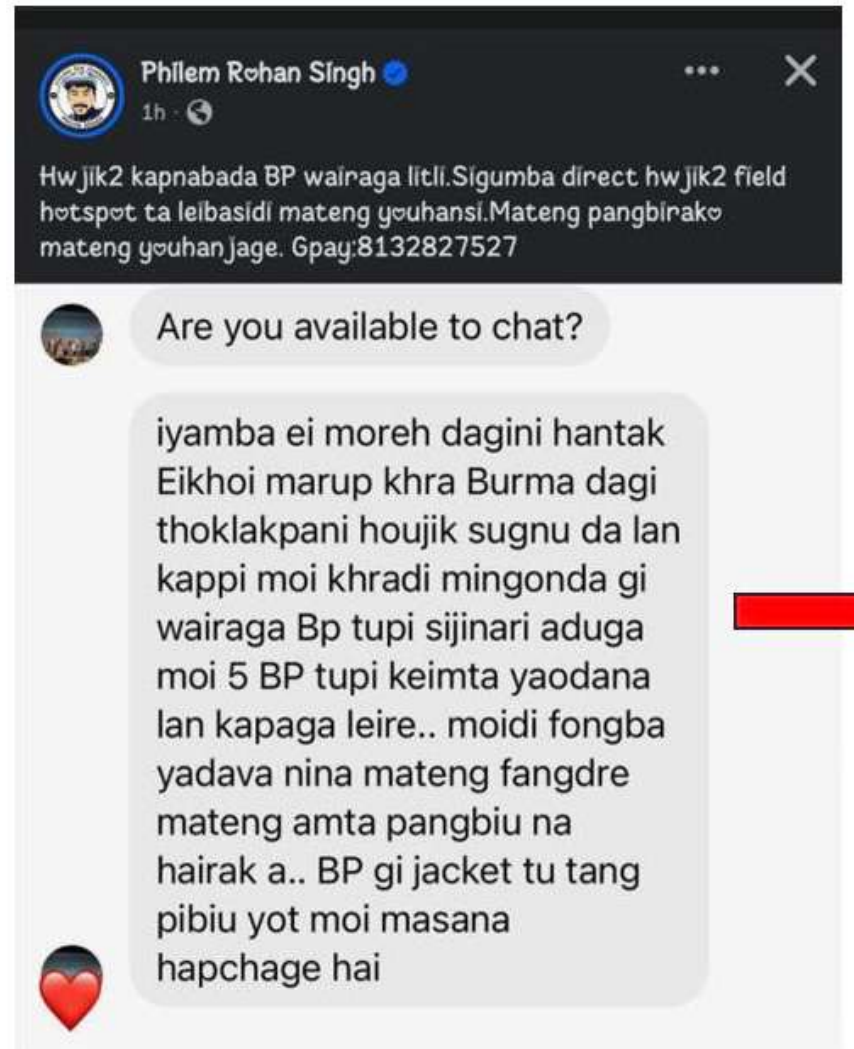 Philem Rohan Singh
1h
Hwjik2 kapnabada BP wairaga litli.Sigumba direct hwjik2 field
hotspot ta leibasidi mateng youhansi.Mateng pangbirako
mateng youhanjage. Gpay:8132827527
Are you available to chat?
iyamba ei moreh dagini hantak
Eikhoi marup khra Burma dagi
thoklakpani houjik sugnu da lan
kappi moi khradi mingonda gi
wairaga Bp tupi sijinari aduga
moi 5 BP tupi keimta yaodana
lan kapaga leire.. moidi fongba
yadava nina mateng fangdre
mateng amta pangbiu na
hairak a.. BP gi jacket tu tang
pibiu yot moi masana
hapchage hai